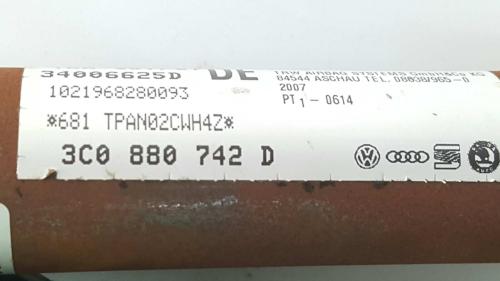 34006625D DE TRW AIRBAG SYSTEMS GmbH&Co KG
84544 ASCHAU TEL. 08038/965-0
1021968280093 2007
PT1- 0614
*681 TPAN02CWH4Z*
3C0 880 742 D